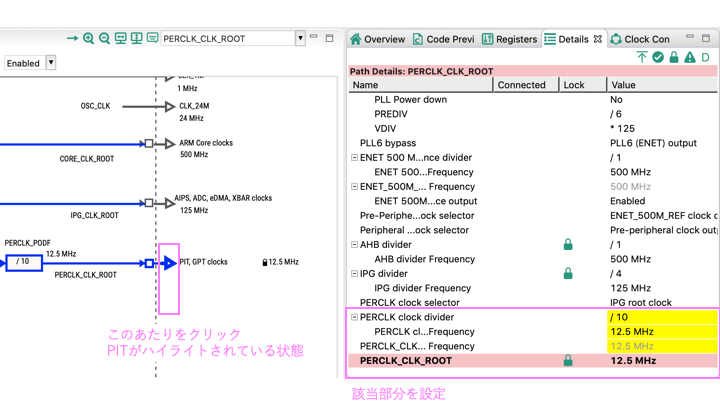 PERCLK_CLK_ROOT
Enabled
1 MHz
OSC_CLK
CLK_24M
24 MHz
ARM Core clocks
500 MHz
CORE_CLK_ROOT
AIPS, ADC, eDMA, XBAR clocks
125 MHz
IPG_CLK_ROOT
PERCLK_PODF
12.5 MHz
/ 10
PIT, GPT clocks
12.5 MHz
PERCLK_CLK_ROOT
このあたりをクリック
PITがハイライトされている状態
Overview Code Previ Registers Details Clock Con
D
Path Details: PERCLK_CLK_ROOT
Name Connected Lock Value
PLL Power down No
PREDIV / 6
VDIV * 125
PLL6 bypass PLL6 (ENET) output
ENET 500 M...nce divider / 1
ENET 500...Frequency 500 MHz
ENET_500M_... Frequency 500 MHz
ENET 500M...ce output Enabled
Pre-Periphe...ock selector ENET_500M_REF clock o
Peripheral ...ock selector Pre-peripheral clock out
AHB divider / 1
AHB divider Frequency 500 MHz
IPG divider / 4
IPG divider Frequency 125 MHz
PERCLK clock selector IPG root clock
PERCLK clock divider / 10
PERCLK cl...Frequency 12.5 MHz
PERCLK_CLK... Frequency 12.5 MHz
PERCLK_CLK_ROOT 12.5 MHz
該当部分を設定